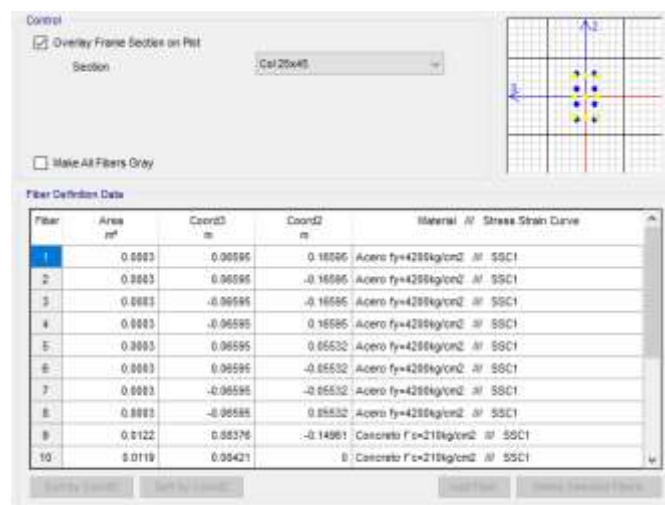 Control
Overlay Frame Section on Plot
Section
Col 25x45
2
3
Make All Fibers Gray
Fiber Definition Data
Fiber Area Coord3 Coord2 Material /// Stress Strain Curve
m² m m
1 0.0003 0.06595 0.16595 Acero fy=4200kg/cm2 /// SSC1
2 0.0003 0.06595 -0.16595 Acero fy=4200kg/cm2 /// SSC1
3 0.0003 -0.06595 -0.16595 Acero fy=4200kg/cm2 /// SSC1
4 0.0003 -0.06595 0.16595 Acero fy=4200kg/cm2 /// SSC1
5 0.0003 0.06595 0.05532 Acero fy=4200kg/cm2 /// SSC1
6 0.0003 0.06595 -0.05532 Acero fy=4200kg/cm2 /// SSC1
7 0.0003 -0.06595 -0.05532 Acero fy=4200kg/cm2 /// SSC1
8 0.0003 -0.06595 0.05532 Acero fy=4200kg/cm2 /// SSC1
9 0.0122 0.08376 -0.14961 Concreto f'c=210kg/cm2 /// SSC1
10 0.0119 0.08421 0 Concreto f'c=210kg/cm2 /// SSC1